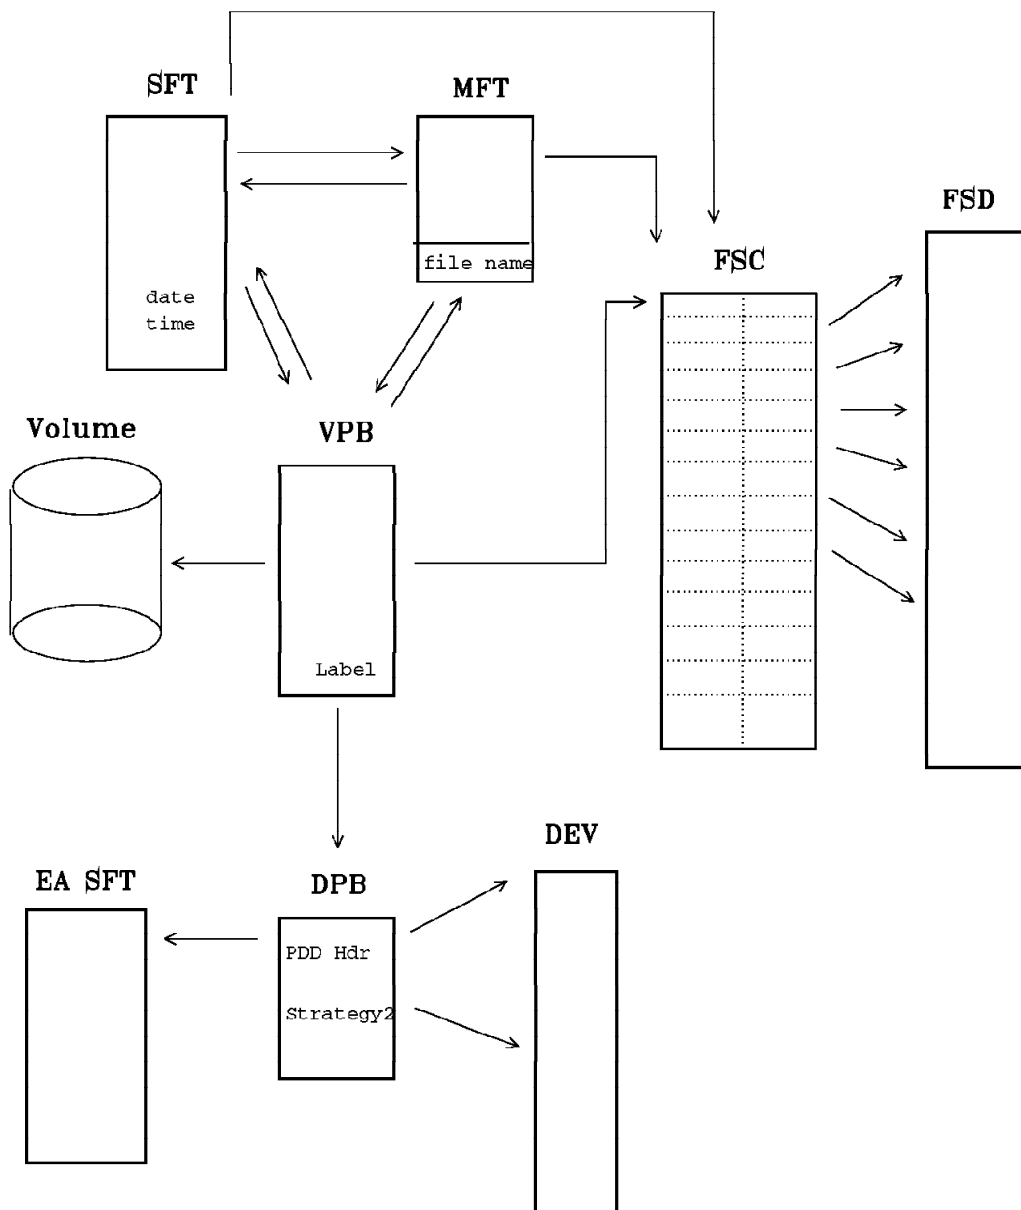 SFT
MFT
FSD
file name
FSC
date
time
Volume
VPB
Label
DEV
EA SFT
DPB
PDD Hdr
Strategy2